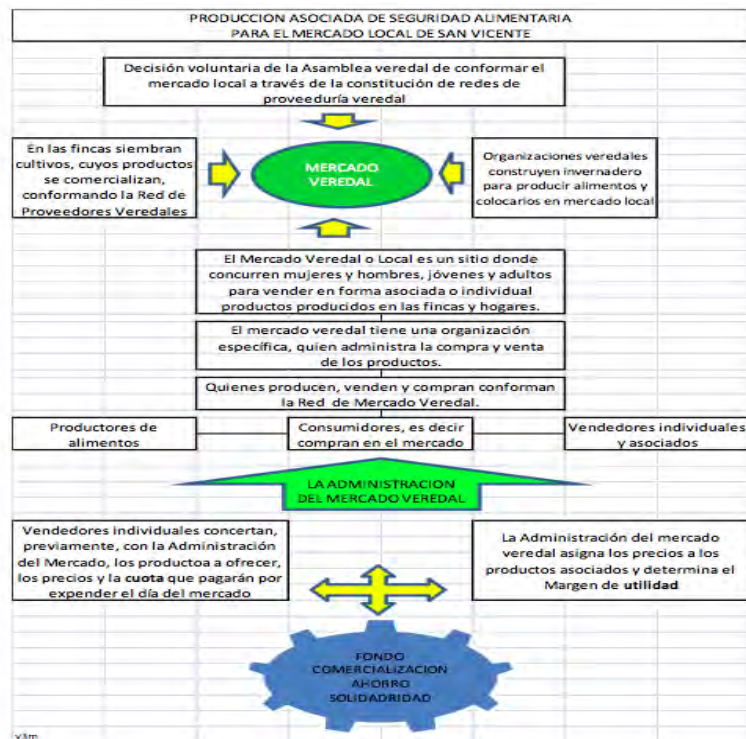 PRODUCCION ASOCIADA DE SEGURIDAD ALIMENTARIA
PARA EL MERCADO LOCAL DE SAN VICENTE
Decisión voluntaria de la Asamblea veredal de conformar el
mercado local a través de la constitución de redes de
proveeduría veredal
En las fincas siembran
cultivos, cuyos productos
se comercializan,
conformando la Red de
Proveedores Veredales
MERCADO
VEREDAL
Organizaciones veredales
construyen invernadero
para producir alimentos y
colocarlos en mercado local
El Mercado Veredal o Local es un sitio donde
concurren mujeres y hombres, jóvenes y adultos
para vender en forma asociada o individual
productos producidos en las fincas y hogares.
El mercado veredal tiene una organización
específica, quien administra la compra y venta
de los productos.
Quienes producen, venden y compran conforman
la Red de Mercado Veredal.
Productores de
alimentos
Consumidores, es decir
compran en el mercado
Vendedores individuales
y asociados
LA ADMINISTRACION
DEL MERCADO VEREDAL
Vendedores individuales concertan,
previamente, con la Administración
del Mercado, los productoa a ofrecer,
los precios y la cuota que pagarán por
expender el día del mercado
La Administración del mercado
veredal asigna los precios a los
productos asociados y determina el
Margen de utilidad
FONDO
COMERCIALIZACION
AHORRO
SOLIDADRIDAD